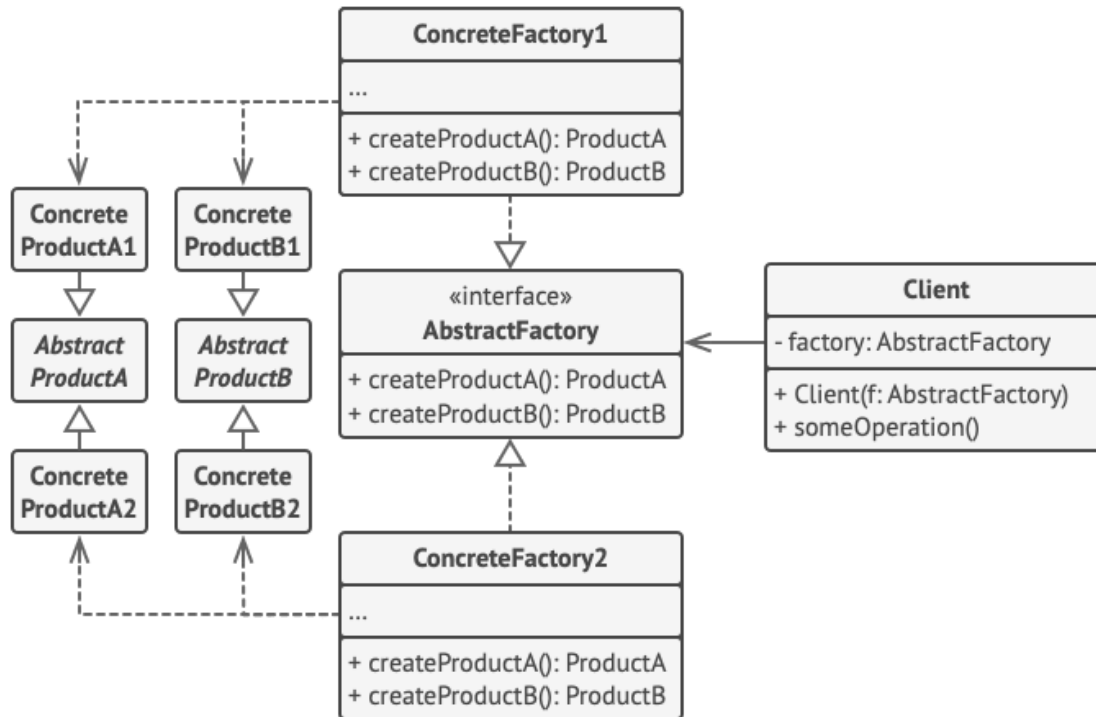 ConcreteFactory1
...
+ createProductA(): ProductA
+ createProductB(): ProductB
Concrete
ProductA1
Concrete
ProductB1
Abstract
ProductA
Abstract
ProductB
Concrete
ProductA2
Concrete
ProductB2
«interface»
AbstractFactory
+ createProductA(): ProductA
+ createProductB(): ProductB
Client
- factory: AbstractFactory
+ Client(f: AbstractFactory)
+ someOperation()
ConcreteFactory2
...
+ createProductA(): ProductA
+ createProductB(): ProductB